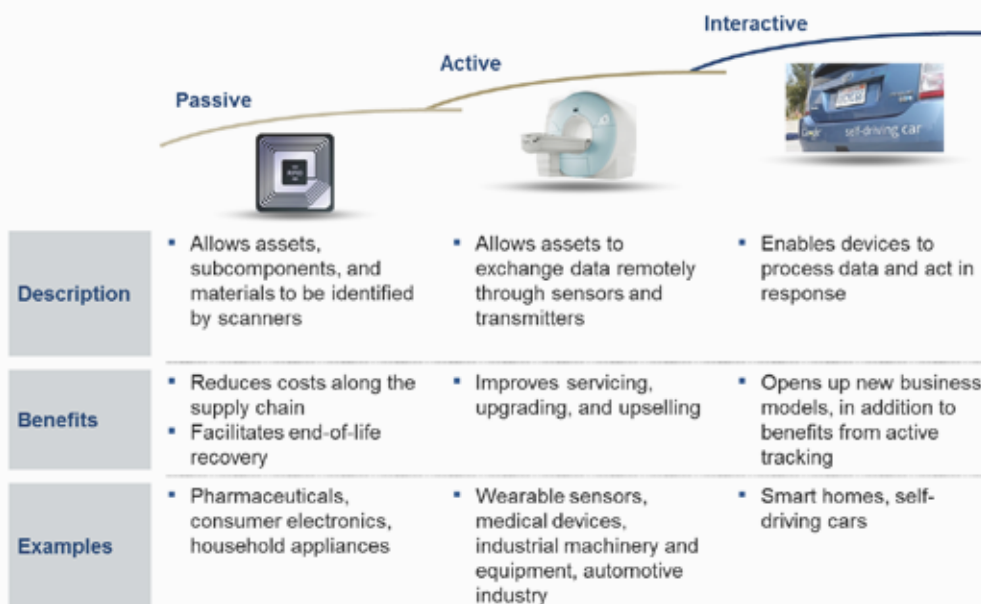 Interactive
Active
Passive
Google
self-driving car
Description
Allows assets,
subcomponents, and
materials to be identified
by scanners
Allows assets to
exchange data remotely
through sensors and
transmitters
Enables devices to
process data and act in
response
Benefits
Reduces costs along the
supply chain
Facilitates end-of-life
recovery
Improves servicing,
upgrading, and upselling
Opens up new business
models, in addition to
benefits from active
tracking
Examples
Pharmaceuticals,
consumer electronics,
household appliances
Wearable sensors,
medical devices,
industrial machinery and
equipment, automotive
industry
Smart homes, self-
driving cars